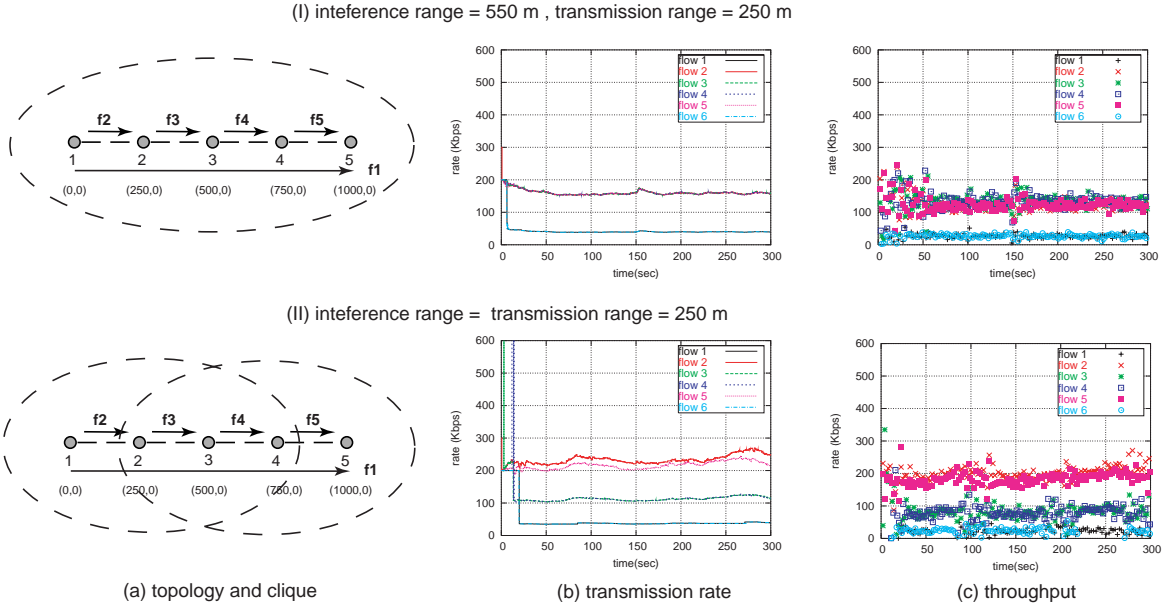 (I) inteference range = 550 m , transmission range = 250 m
f2 f3 f4 f5
1 2 3 4 5
f1
(0,0) (250,0) (500,0) (750,0) (1000,0)
600
500
400
300
200
100
0
0 50 100 150 200 250 300
rate (Kbps)
time(sec)
flow 1
flow 2
flow 3
flow 4
flow 5
flow 6
600
500
400
300
200
100
0
0 50 100 150 200 250 300
rate (Kbps)
time(sec)
flow 1
flow 2
flow 3
flow 4
flow 5
flow 6
(II) inteference range = transmission range = 250 m
f2 f3 f4 f5
1 2 3 4 5
f1
(0,0) (250,0) (5000,0) (750,0) (1000,0)
600
500
400
300
200
100
0
0 50 100 150 200 250 300
rate (Kbps)
time(sec)
flow 1
flow 2
flow 3
flow 4
flow 5
flow 6
600
500
400
300
200
100
0
0 50 100 150 200 250 300
rate (Kbps)
time(sec)
flow 1
flow 2
flow 3
flow 4
flow 5
flow 6
(a) topology and clique
(b) transmission rate
(c) throughput